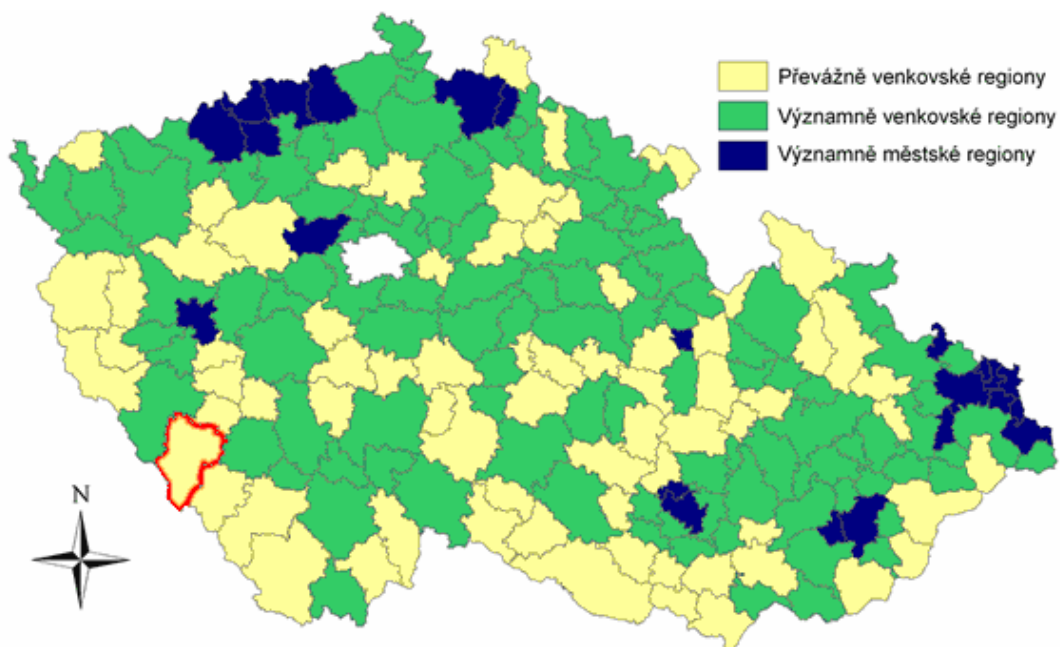 Převážně venkovské regiony
Významně venkovské regiony
Významně městské regiony
N